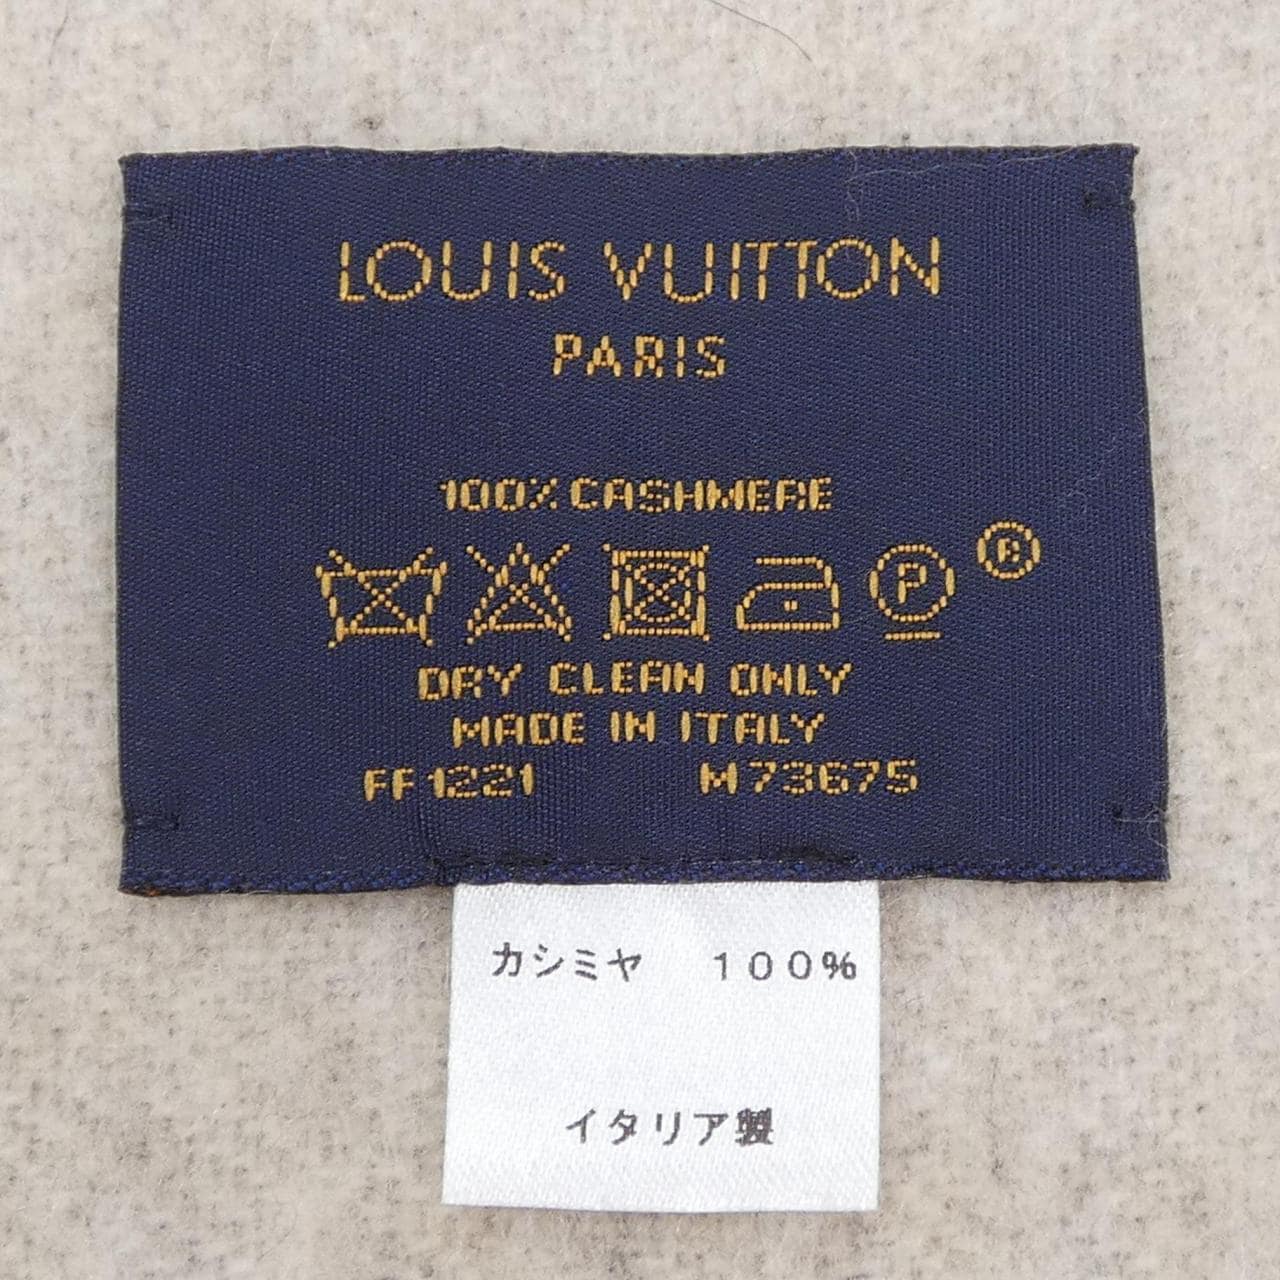 LOUIS VUITTON
PARIS
100% CASHMERE
P ®
DRY CLEAN ONLY
MADE IN ITALY
FF1221 M73675
カシミヤ 100%
イタリア製